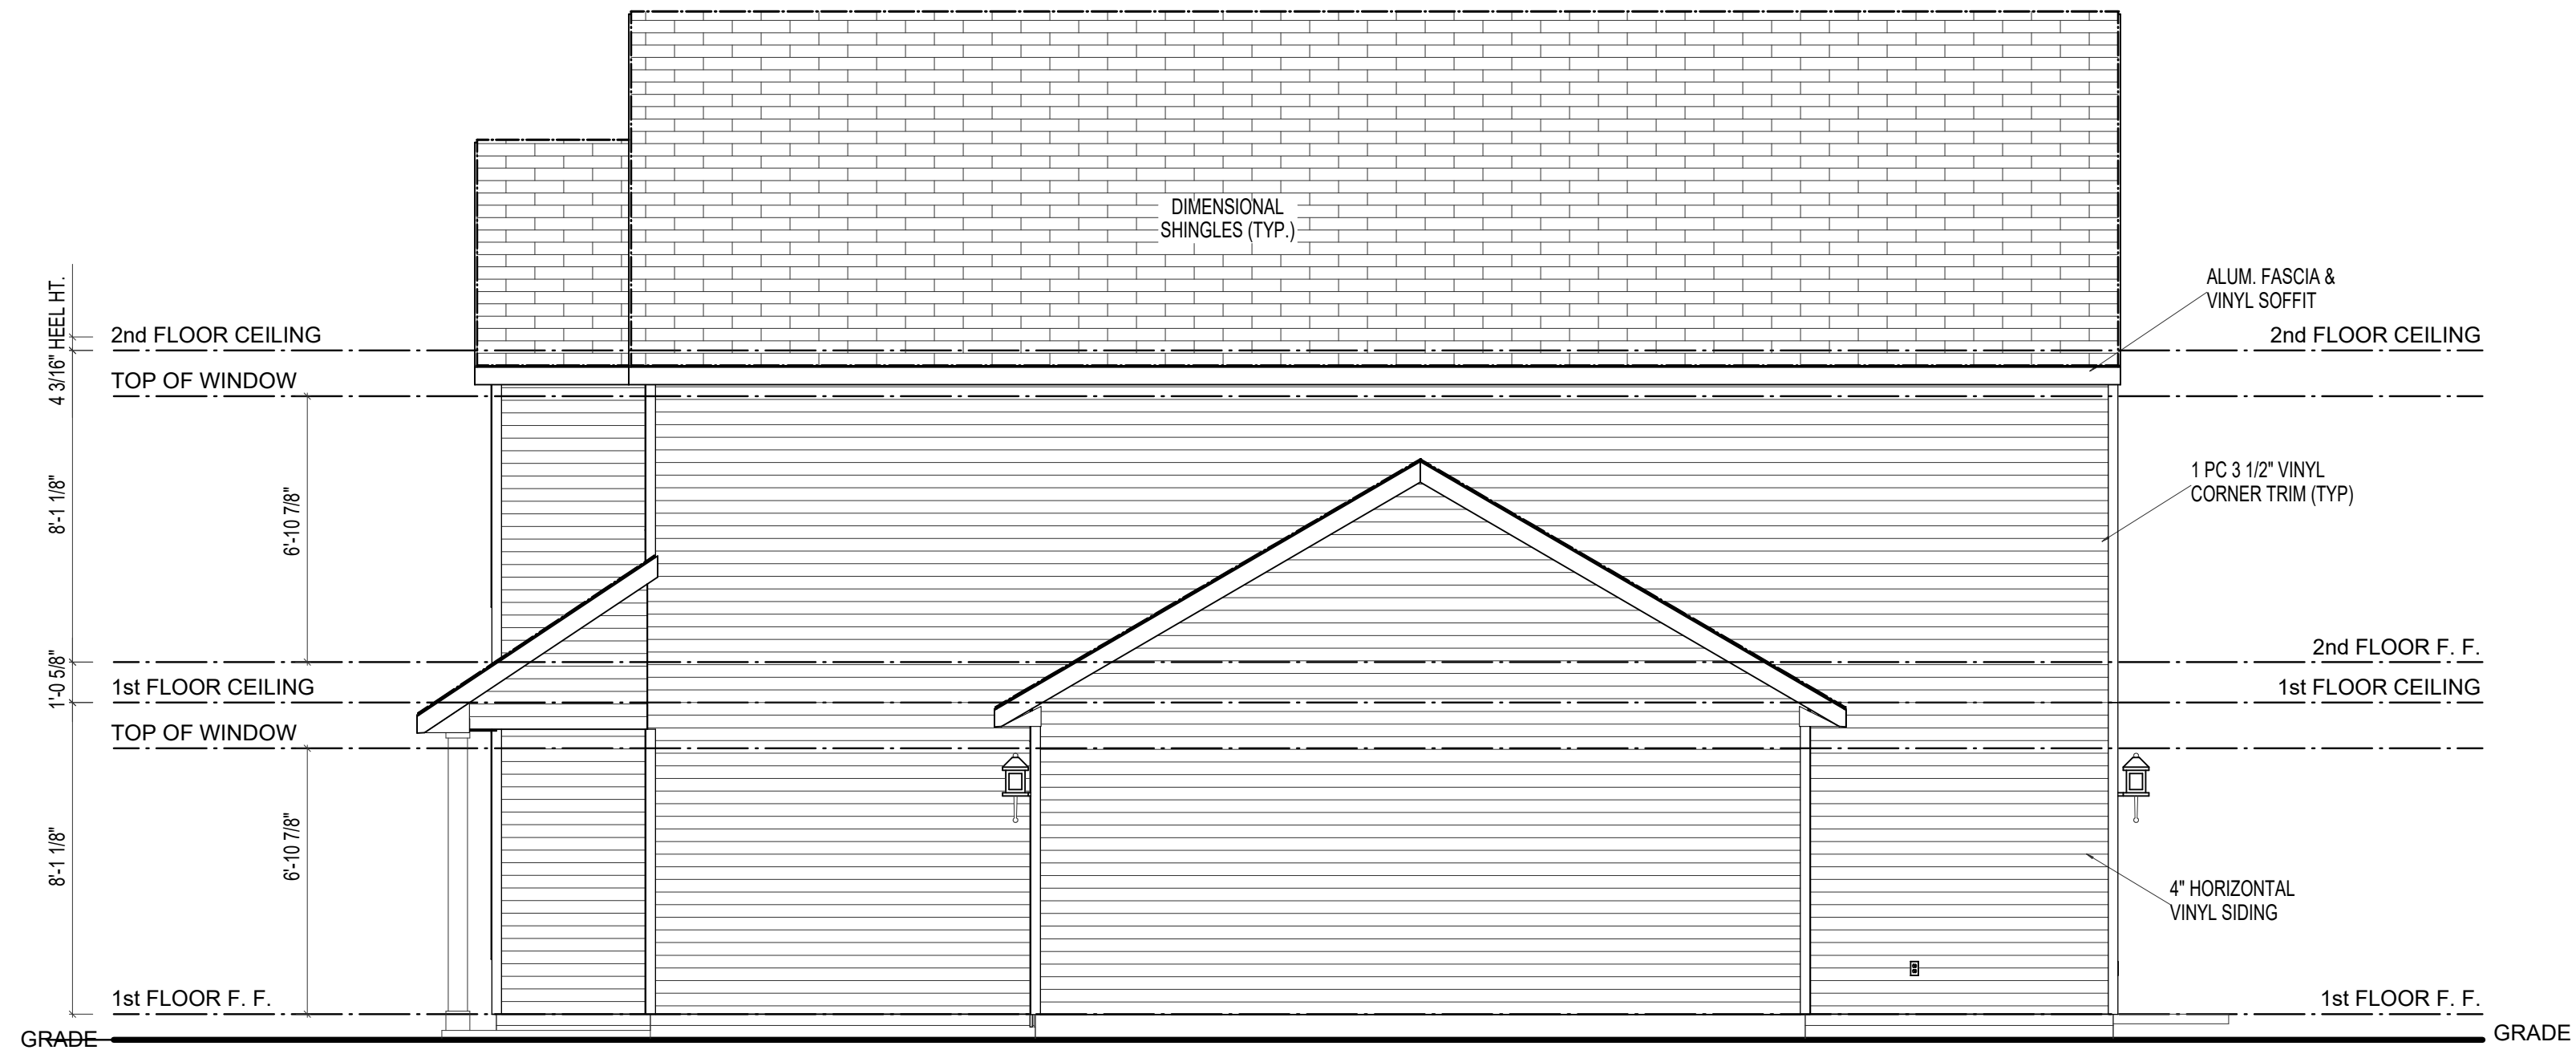 DIMENSIONAL
SHINGLES (TYP.)
ALUM. FASCIA &
VINYL SOFFIT
4 3/16" HEEL HT.
2nd FLOOR CEILING
2nd FLOOR CEILING
TOP OF WINDOW
1 PC 3 1/2" VINYL
CORNER TRIM (TYP)
8'-1 1/8"
6'-10 7/8"
2nd FLOOR F. F.
1'-0 5/8"
1st FLOOR CEILING
1st FLOOR CEILING
TOP OF WINDOW
8'-1 1/8"
6'-10 7/8"
4" HORIZONTAL
VINYL SIDING
1st FLOOR F. F.
1st FLOOR F. F.
GRADE
GRADE